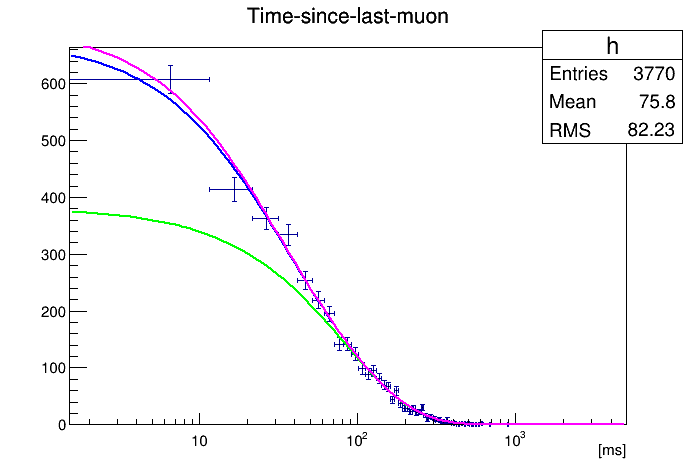 Time-since-last-muon
h
Entries 3770
Mean 75.8
RMS 82.23
600
500
400
300
200
100
0
10 10² 10³
[ms]